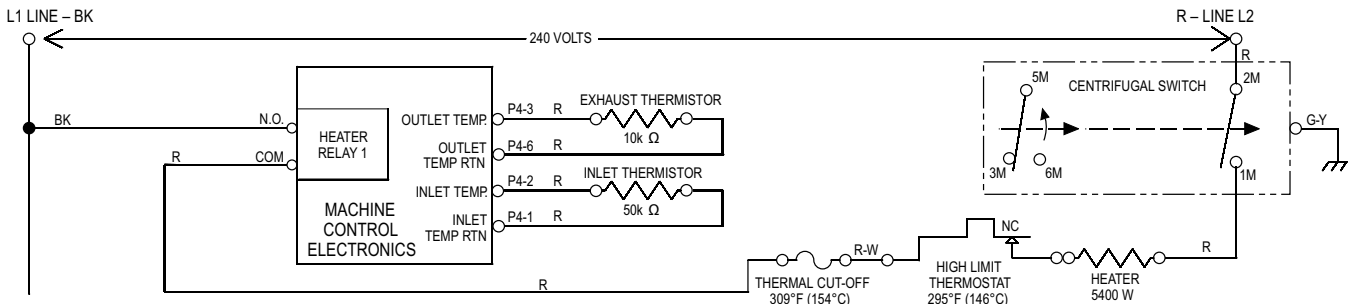 L1 LINE – BK
R – LINE L2
240 VOLTS
R
5M
CENTRIFUGAL SWITCH
2M
BK
N.O.
HEATER
RELAY 1
COM
R
OUTLET TEMP.
P4-3
R
EXHAUST THERMISTOR
10k Ω
OUTLET
TEMP RTN
P4-6
R
INLET TEMP.
P4-2
R
INLET THERMISTOR
50k Ω
INLET
TEMP RTN
P4-1
R
MACHINE
CONTROL
ELECTRONICS
G-Y
3M
6M
1M
R
THERMAL CUT-OFF
309°F (154°C)
R-W
NC
HIGH LIMIT
THERMOSTAT
295°F (146°C)
HEATER
5400 W
R